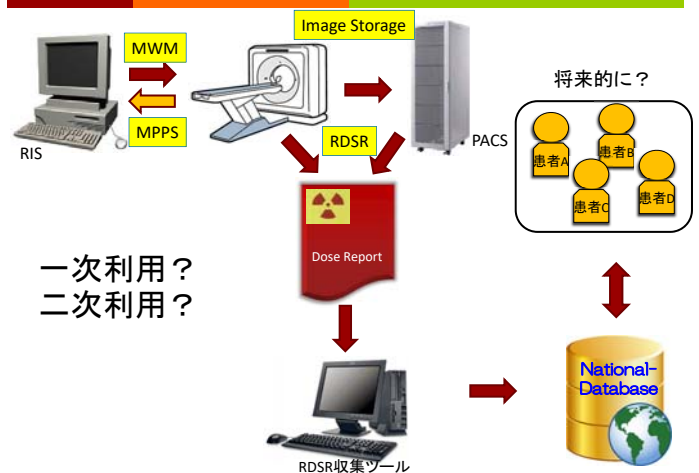 Image Storage
MWM
MPPS
RIS
RDSR
PACS
将来的に？
患者A
患者B
患者C
患者D
Dose Report
一次利用？
二次利用？
National-
Database
RDSR収集ツール